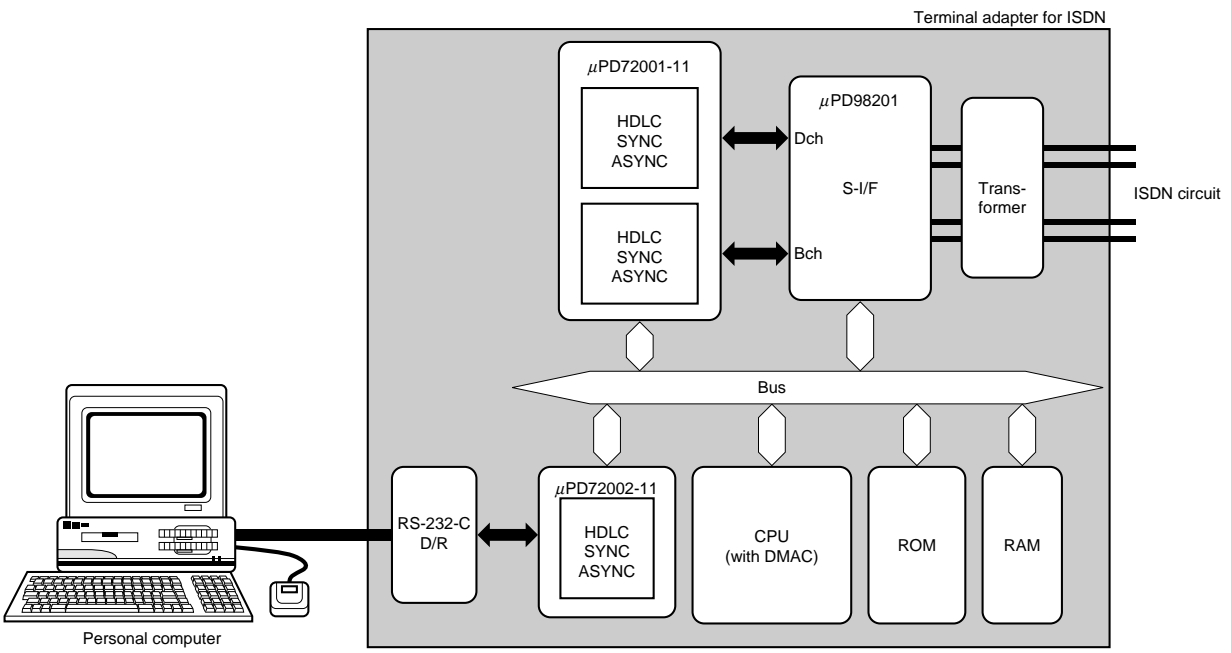 Terminal adapter for ISDN
μPD72001-11
HDLC
SYNC
ASYNC
HDLC
SYNC
ASYNC
μPD98201
Dch
S-I/F
Bch
Trans-
former
ISDN circuit
Bus
RS-232-C
D/R
μPD72002-11
HDLC
SYNC
ASYNC
CPU
(with DMAC)
ROM
RAM
Personal computer